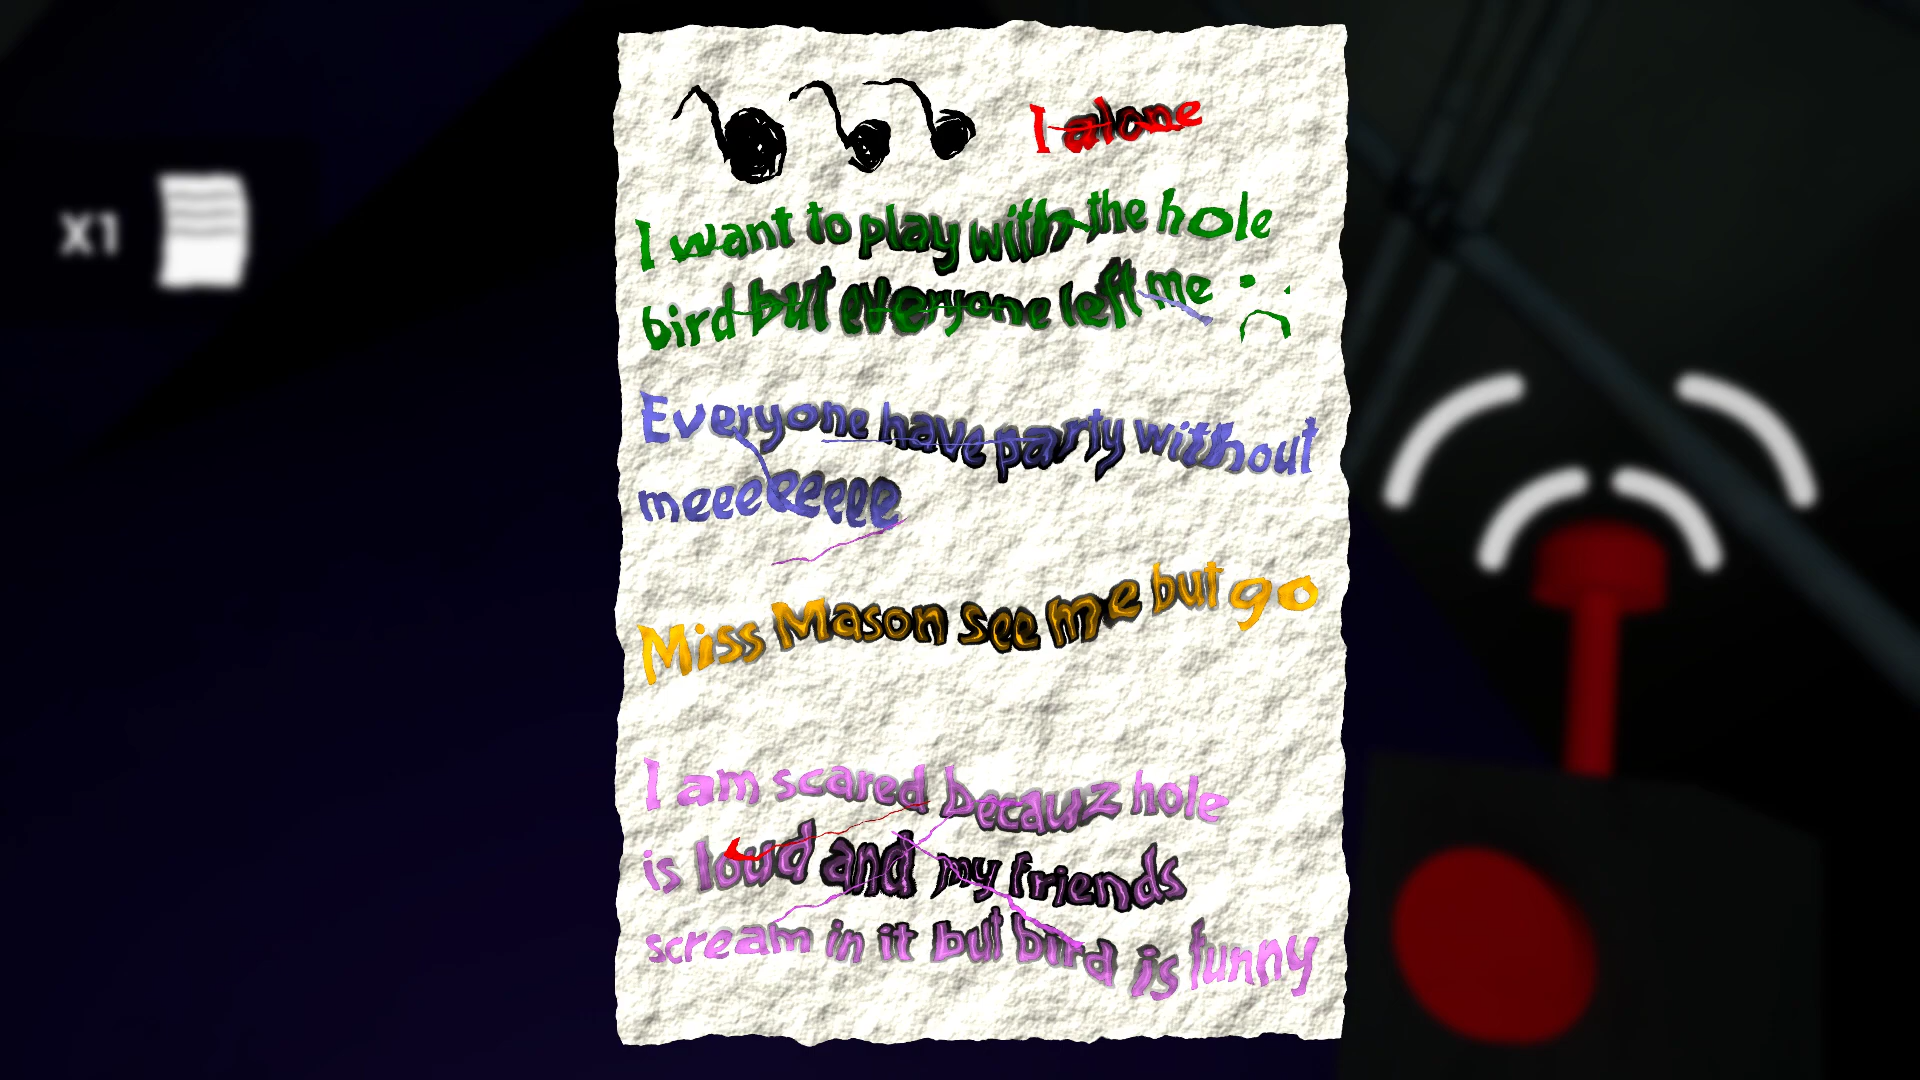 X1
I alone
I want to play with the hole
bird but everyone left me :(
Everyone have party without
meeeeeeee
Miss Mason see me but go
I am scared becauz hole
is loud and my friends
scream in it but bird is funny